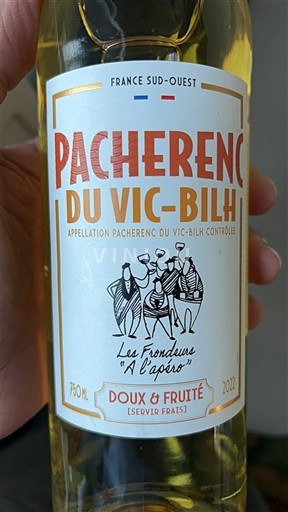 FRANCE SUD-OUEST
PACHERENC
DU VIC-BILH
APPELLATION PACHERENC DU VIC-BILH CONTRÔLÉE
Les Frondeurs
"A l'apéro"
750ML
DOUX & FRUITÉ
[SERVIR FRAIS]
2022